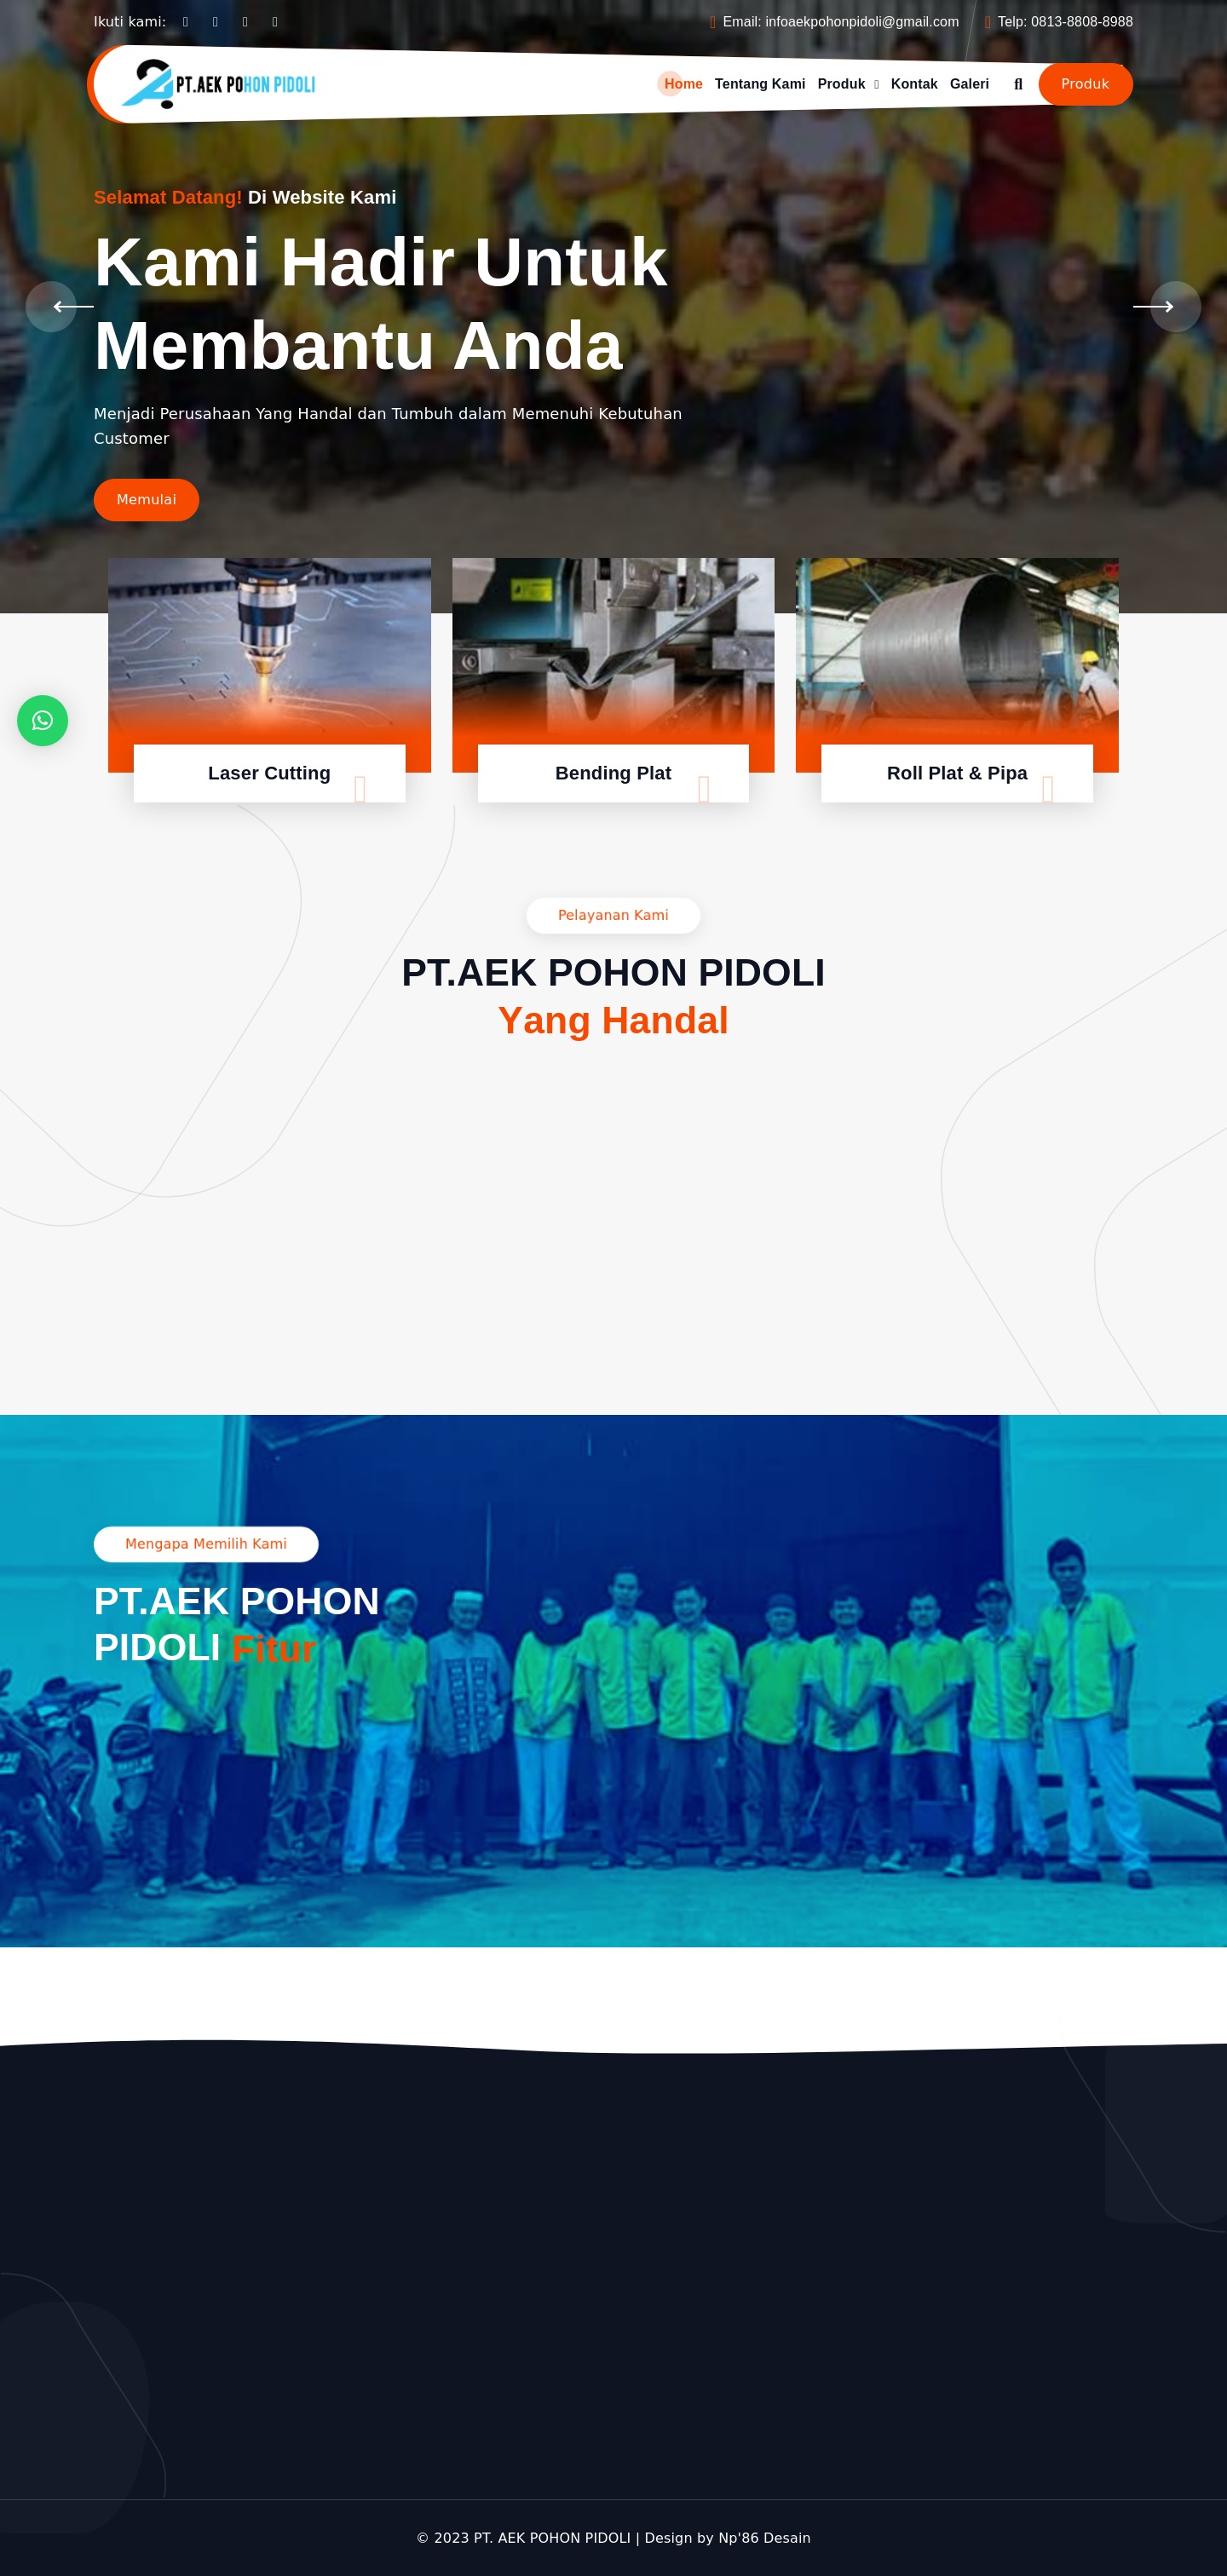 Ikuti kami:
Email: infoaekpohonpidoli@gmail.com
Telp: 0813-8808-8988
PT.AEK POHON PIDOLI
Home Tentang Kami Produk Kontak Galeri
Produk
Selamat Datang! Di Website Kami
Kami Hadir Untuk
Membantu Anda
Menjadi Perusahaan Yang Handal dan Tumbuh dalam Memenuhi Kebutuhan
Customer
Memulai
Laser Cutting
Bending Plat
Roll Plat & Pipa
Pelayanan Kami
PT.AEK POHON PIDOLI
Yang Handal
Mengapa Memilih Kami
PT.AEK POHON
PIDOLI Fitur
© 2023 PT. AEK POHON PIDOLI | Design by Np'86 Desain